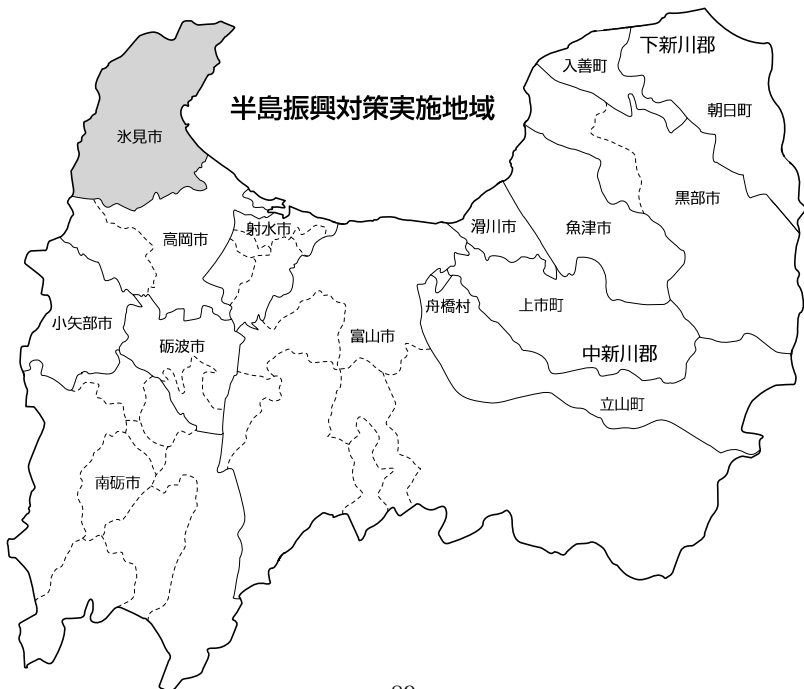 半島振興対策実施地域
下新川郡
入善町
朝日町
氷見市
黒部市
高岡市
射水市
滑川市
魚津市
舟橋村
上市町
小矢部市
砺波市
富山市
中新川郡
立山町
南砺市